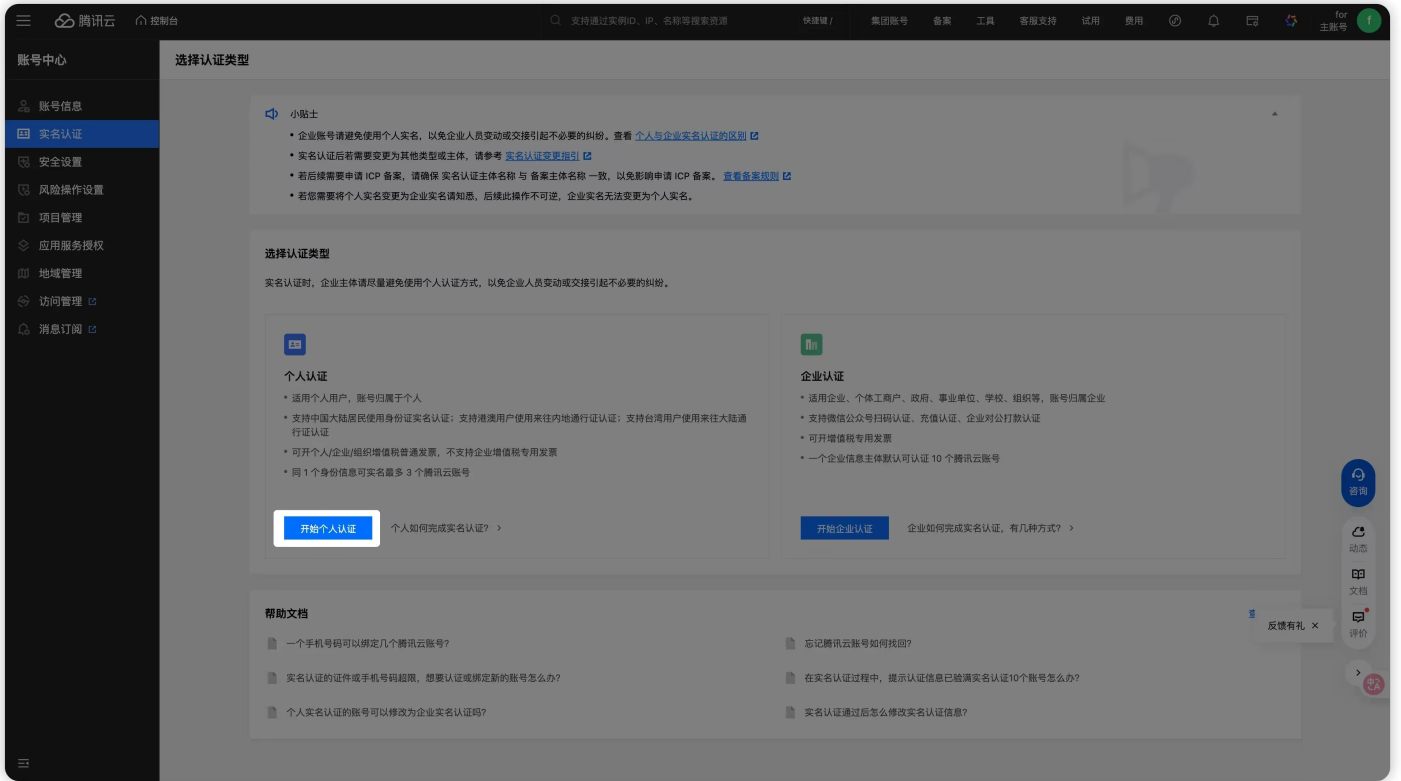 腾讯云
控制台
支持通过实例ID、IP、名称等搜索资源
快捷键 /
集团账号
备案
工具
客服支持
试用
费用
for
主账号
f
账号中心
选择认证类型
账号信息
实名认证
安全设置
风险操作设置
项目管理
应用服务授权
地域管理
访问管理
消息订阅
小贴士
• 企业账号请避免使用个人实名，以免企业人员变动或交接引起不必要的纠纷。查看 个人与企业实名认证的区别
• 实名认证后若需要变更为其他类型或主体，请参考 实名认证变更指引
• 若后续需要申请 ICP 备案，请确保 实名认证主体名称 与 备案主体名称 一致，以免影响申请 ICP 备案。 查看备案规则
• 若您需要将个人实名变更为企业实名请知悉，后续此操作不可逆，企业实名无法变更为个人实名。
选择认证类型
实名认证时，企业主体请尽量避免使用个人认证方式，以免企业人员变动或交接引起不必要的纠纷。
个人认证
• 适用个人用户，账号归属于个人
• 支持中国大陆居民使用身份证实名认证；支持港澳用户使用来往内地通行证认证；支持台湾用户使用来往大陆通
行证认证
• 可开个人/企业/组织增值税普通发票，不支持企业增值税专用发票
• 同 1 个身份信息可实名最多 3 个腾讯云账号
开始个人认证
个人如何完成实名认证？
企业认证
• 适用企业、个体工商户、政府、事业单位、学校、组织等，账号归属企业
• 支持微信公众号扫码认证、充值认证、企业对公打款认证
• 可开增值税专用发票
• 一个企业信息主体默认可认证 10 个腾讯云账号
开始企业认证
企业如何完成实名认证，有几种方式？
帮助文档
查
一个手机号码可以绑定几个腾讯云账号?
忘记腾讯云账号如何找回?
实名认证的证件或手机号码超限，想要认证或绑定新的账号怎么办?
在实名认证过程中，提示认证信息已验满实名认证10个账号怎么办?
个人实名认证的账号可以修改为企业实名认证吗?
实名认证通过后怎么修改实名认证信息?
咨询
动态
文档
反馈有礼 ×
评价